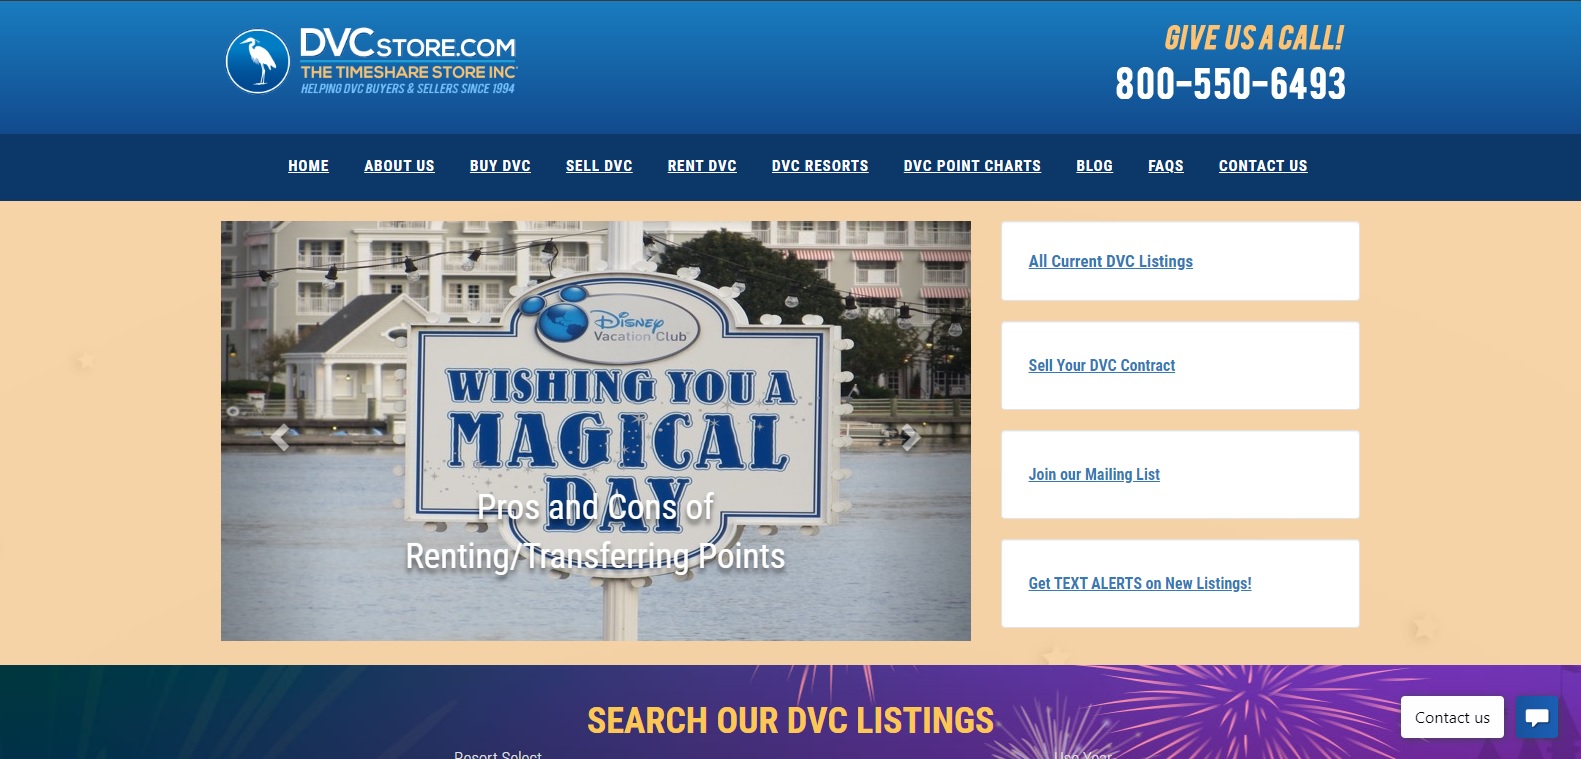 DVCSTORE.COM
THE TIMESHARE STORE INC
HELPING DVC BUYERS & SELLERS SINCE 1994
GIVE US A CALL!
800-550-6493
HOME ABOUT US BUY DVC SELL DVC RENT DVC DVC RESORTS DVC POINT CHARTS BLOG FAQS CONTACT US
Disney
Vacation Club
WISHING YOU A
MAGICAL
DAY
Pros and Cons of
Renting/Transferring Points
All Current DVC Listings
Sell Your DVC Contract
Join our Mailing List
Get TEXT ALERTS on New Listings!
SEARCH OUR DVC LISTINGS
Contact us
Resort Select
Use Year